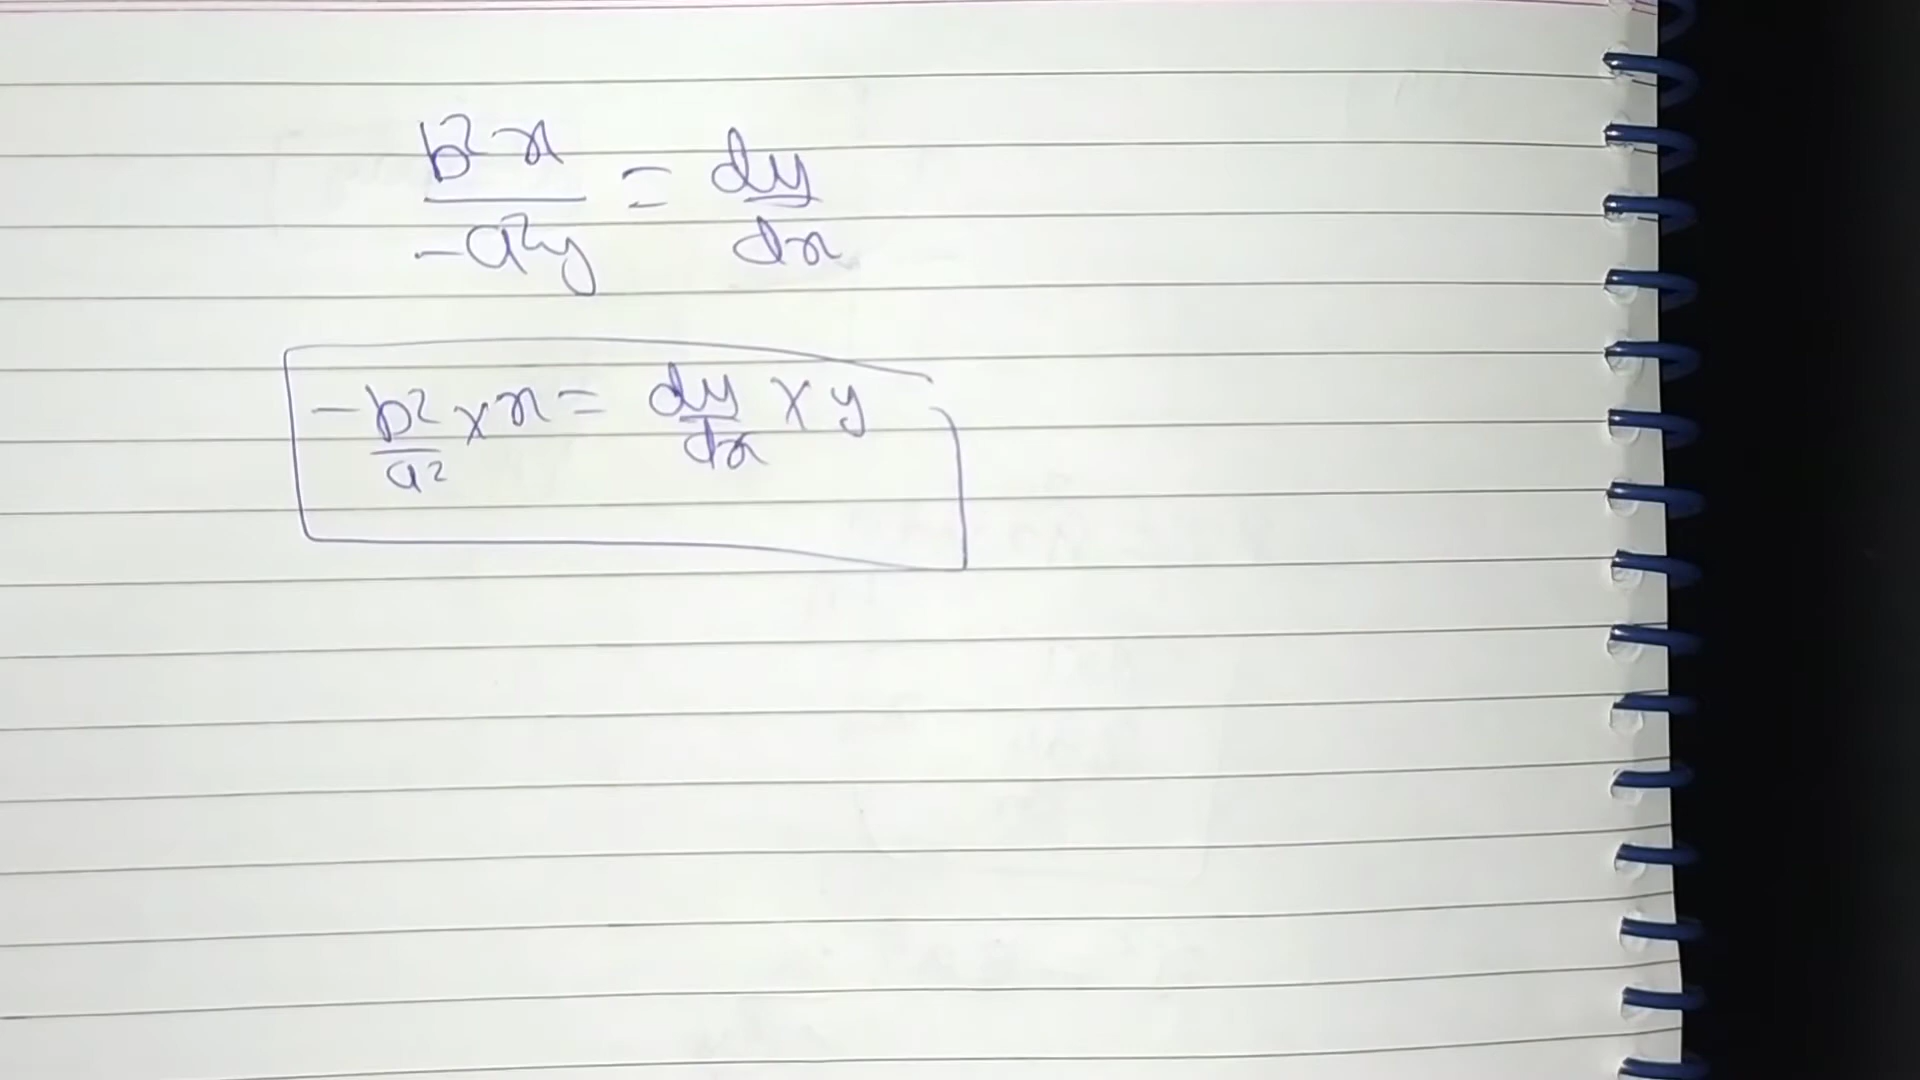 b²x / -a²y = dy/dx
-b²/a² × x = dy/dx × y